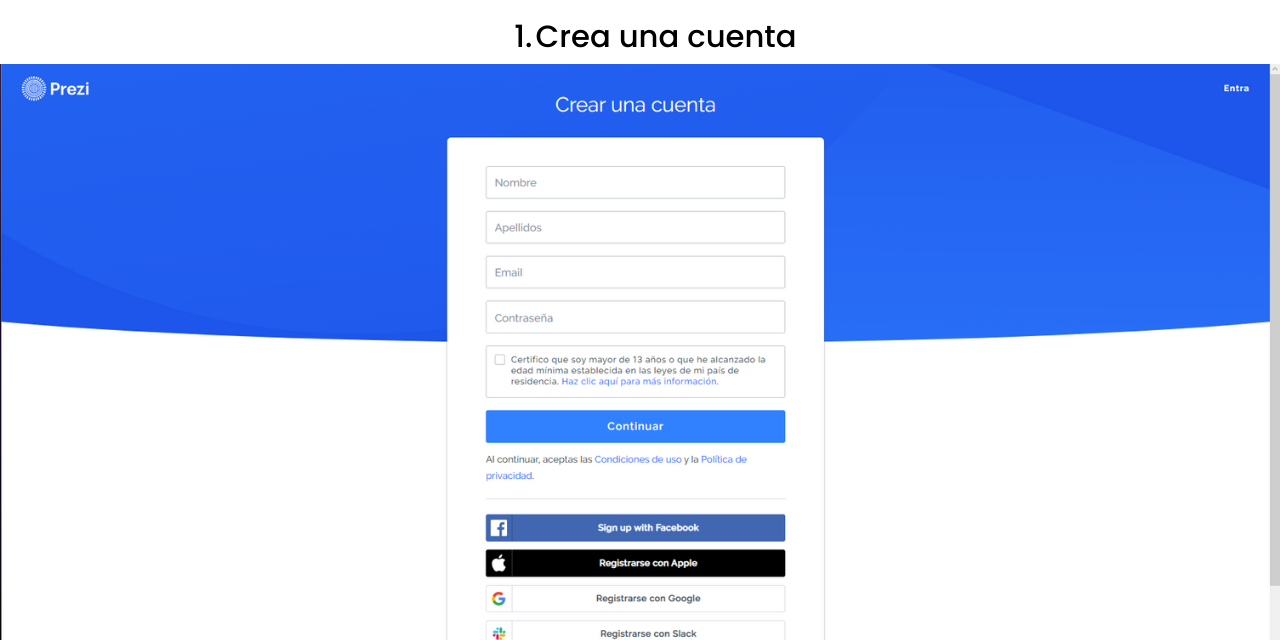 1. Crea una cuenta
Prezi
Entra
Crear una cuenta
Nombre
Apellidos
Email
Contraseña
Certifico que soy mayor de 13 años o que he alcanzado la
edad mínima establecida en las leyes de mi país de
residencia. Haz clic aquí para más información.
Continuar
Al continuar, aceptas las Condiciones de uso y la Política de
privacidad.
Sign up with Facebook
Registrarse con Apple
Registrarse con Google
Registrarse con Slack